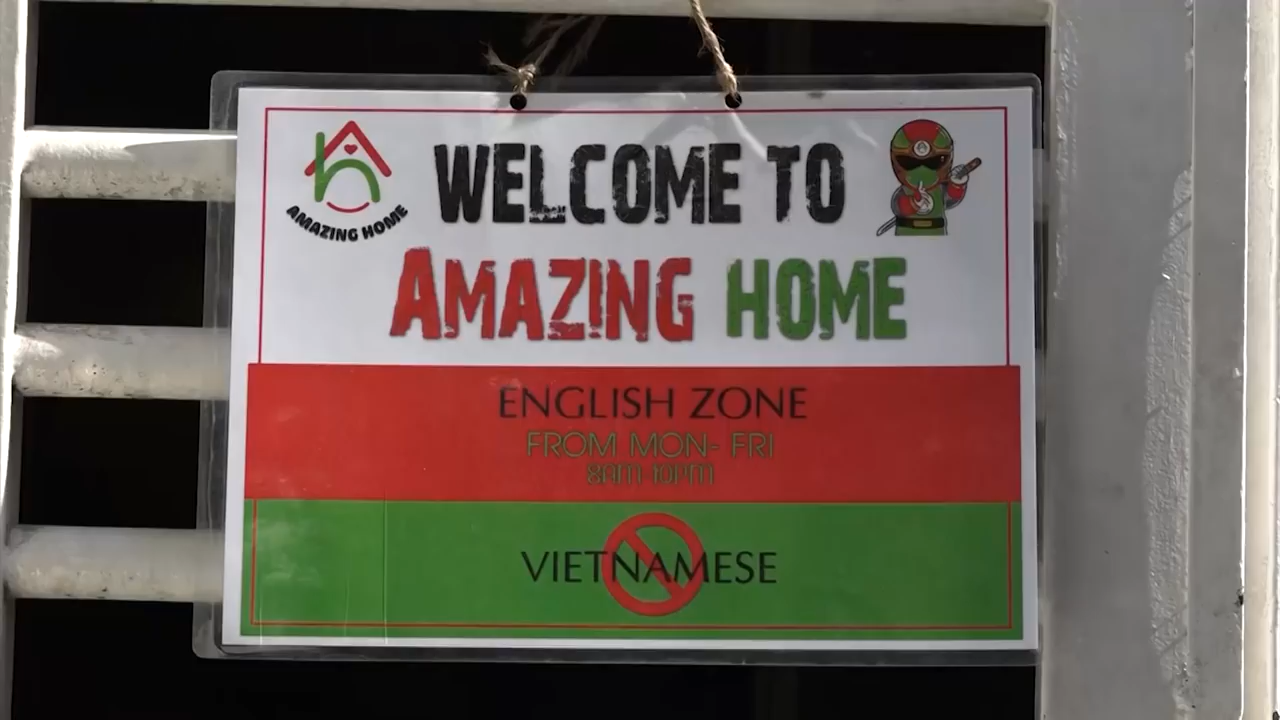 WELCOME TO
AMAZING HOME
AMAZING HOME
ENGLISH ZONE
FROM MON- FRI
8AM-10PM
VIETNAMESE